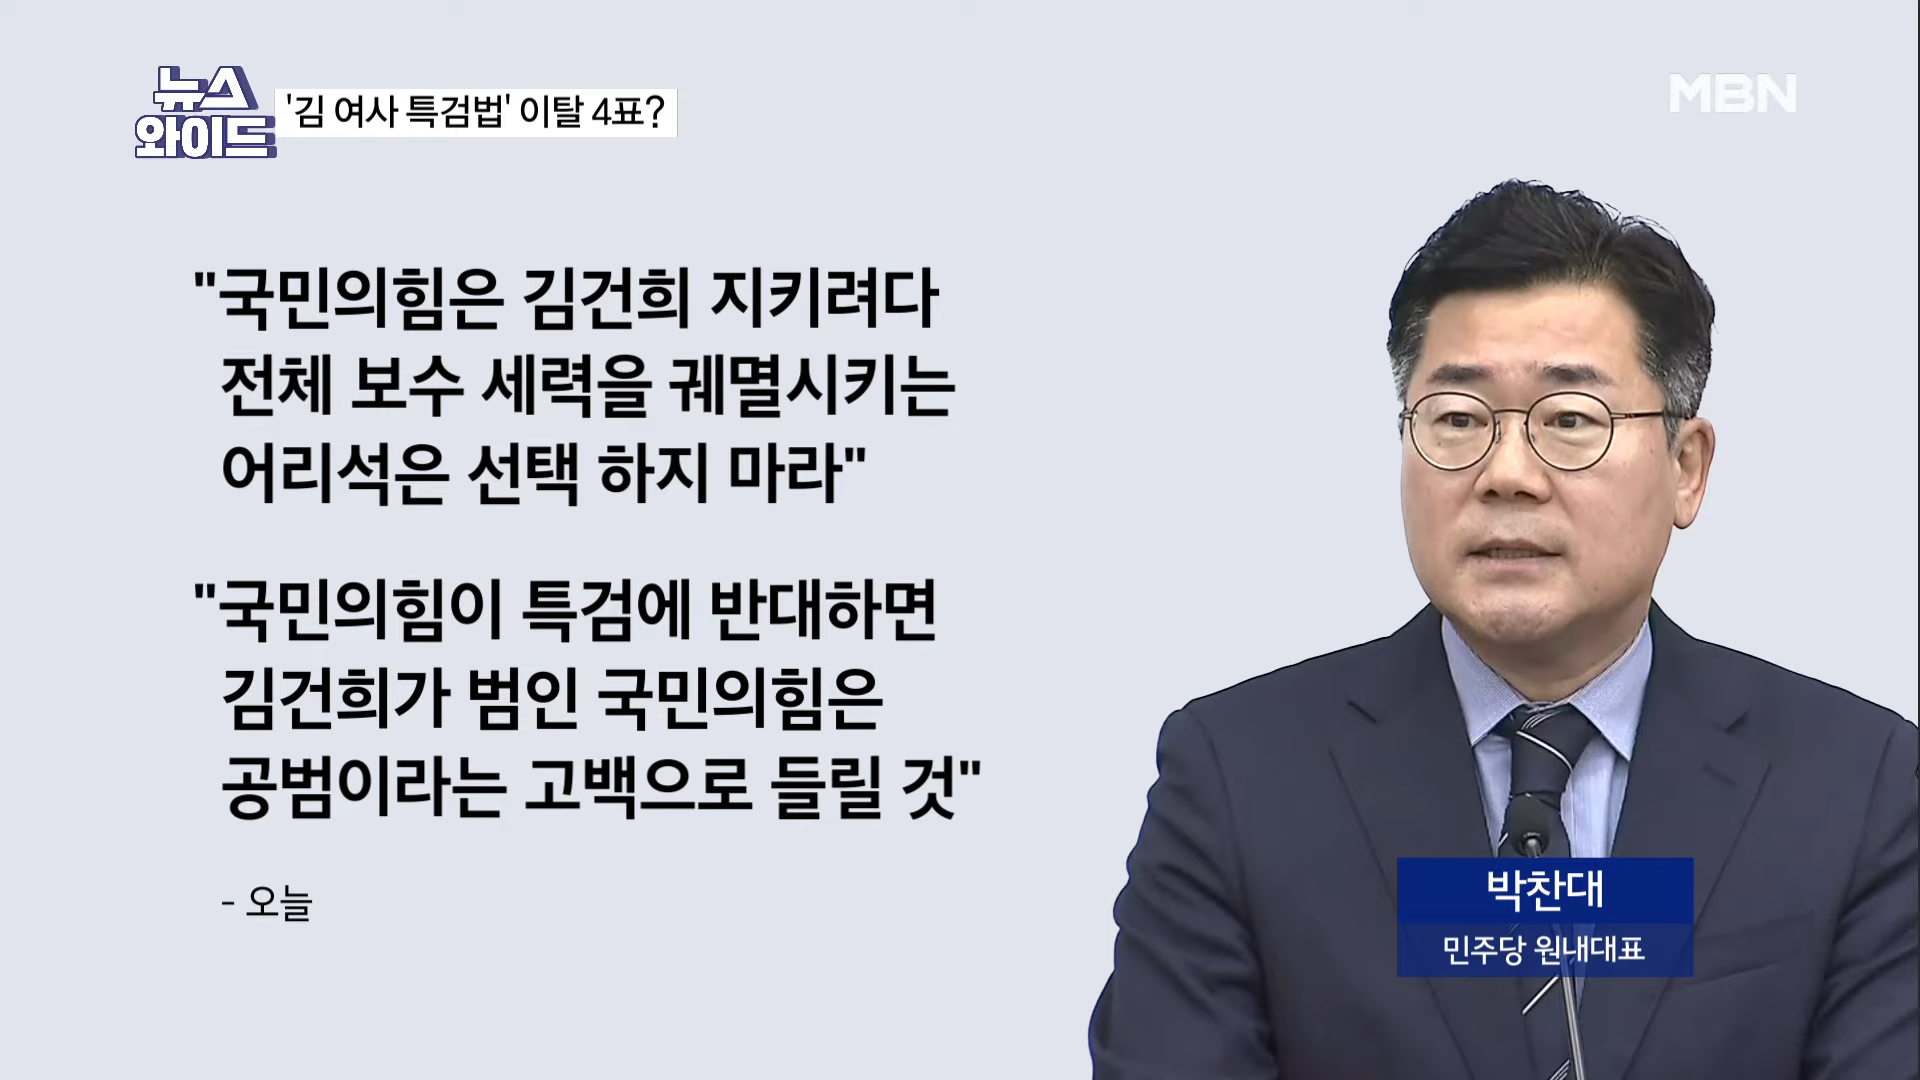 뉴스
와이드
'김 여사 특검법' 이탈 4표?
MBN
"국민의힘은 김건희 지키려다
전체 보수 세력을 궤멸시키는
어리석은 선택 하지 마라"
"국민의힘이 특검에 반대하면
김건희가 범인 국민의힘은
공범이라는 고백으로 들릴 것"
- 오늘
박찬대
민주당 원내대표